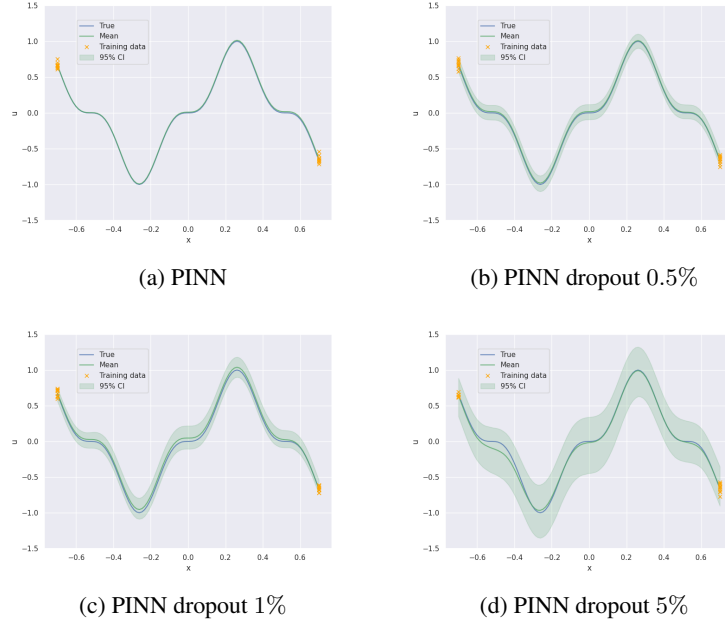 1.5
1.0
0.5
0.0
−0.5
−1.0
−1.5
u
True
Mean
Training data
95% CI
−0.6 −0.4 −0.2 0.0 0.2 0.4 0.6
x
(a) PINN
1.5
1.0
0.5
0.0
−0.5
−1.0
−1.5
u
True
Mean
Training data
95% CI
−0.6 −0.4 −0.2 0.0 0.2 0.4 0.6
x
(b) PINN dropout 0.5%
1.5
1.0
0.5
0.0
−0.5
−1.0
−1.5
u
True
Mean
Training data
95% CI
−0.6 −0.4 −0.2 0.0 0.2 0.4 0.6
x
(c) PINN dropout 1%
1.5
1.0
0.5
0.0
−0.5
−1.0
−1.5
u
True
Mean
Training data
95% CI
−0.6 −0.4 −0.2 0.0 0.2 0.4 0.6
x
(d) PINN dropout 5%